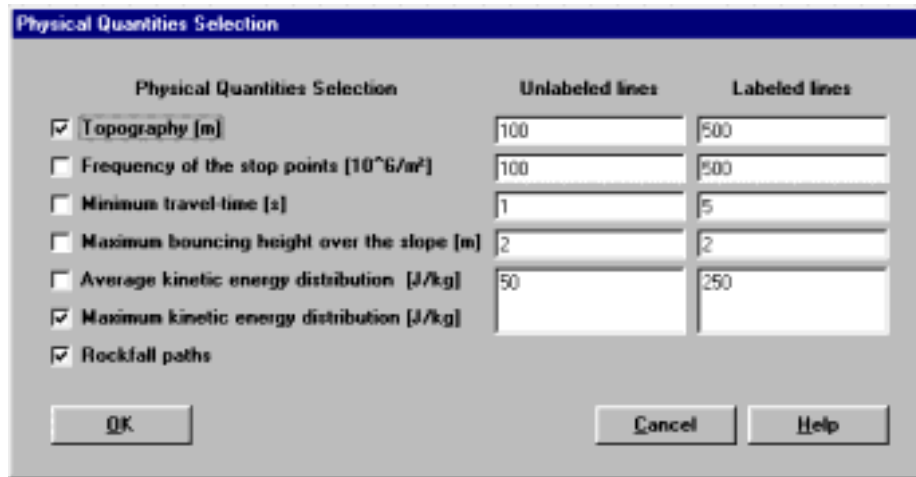 Physical Quantities Selection
Physical Quantities Selection Unlabeled lines Labeled lines
Topography [m] 100 500
Frequency of the stop points [10^6/m²] 100 500
Minimum travel-time [s] 1 5
Maximum bouncing height over the slope [m] 2 2
Average kinetic energy distribution [J/kg] 50 250
Maximum kinetic energy distribution [J/kg]
Rockfall paths
OK Cancel Help